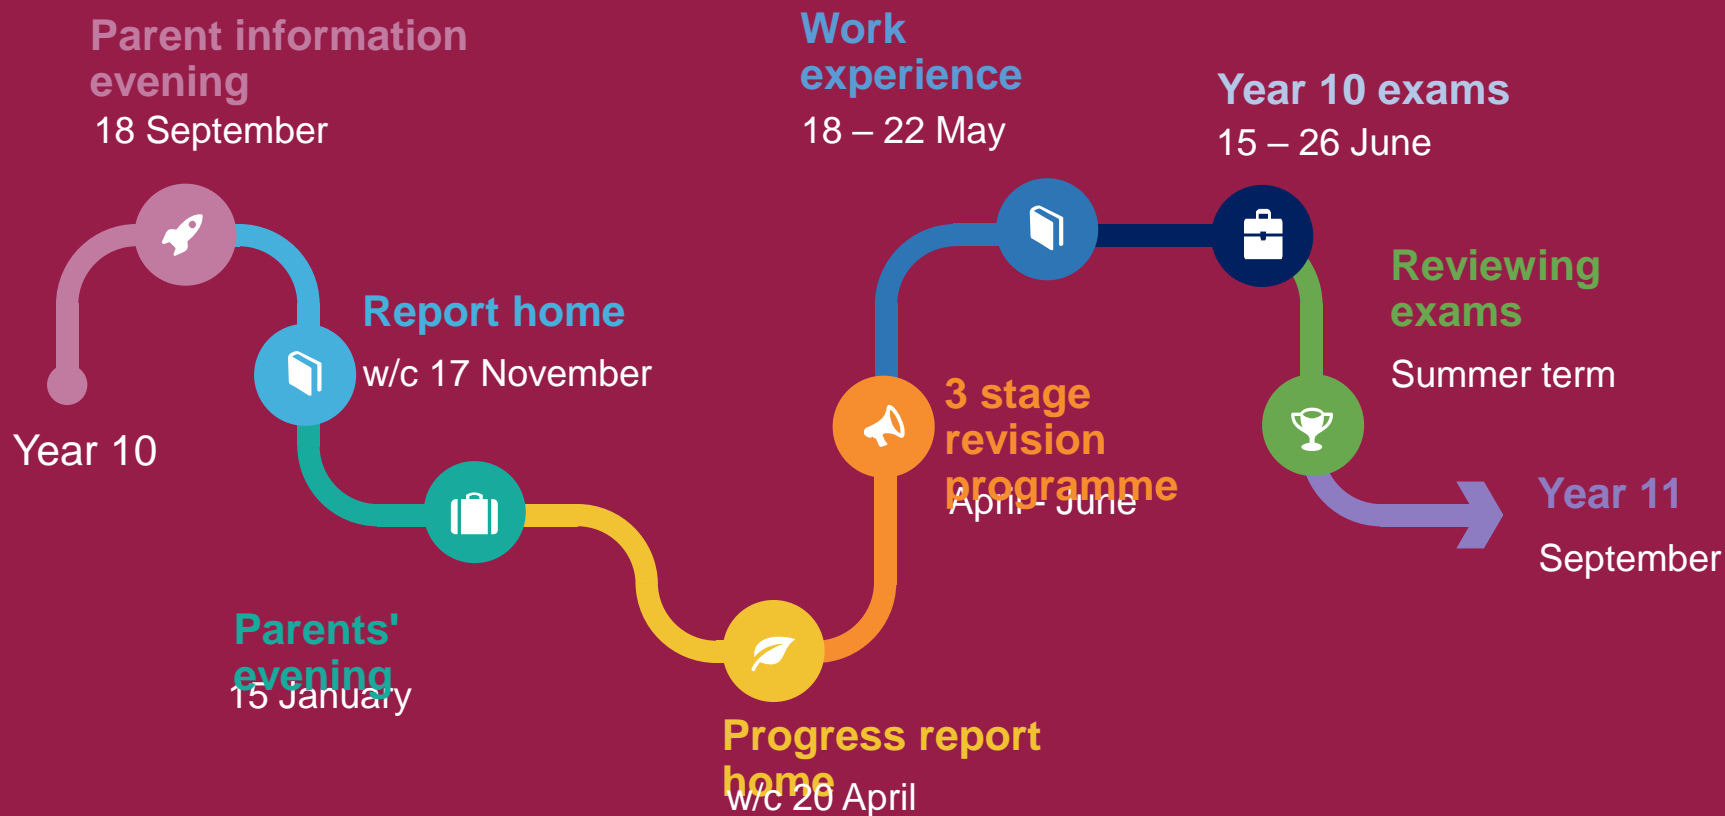 Parent information
evening
18 September
Work
experience
18 – 22 May
Year 10 exams
15 – 26 June
Report home
w/c 17 November
Reviewing
exams
Summer term
3 stage
revision
programme
April - June
Year 10
Year 11
September
Parents'
evening
15 January
Progress report
home
w/c 20 April